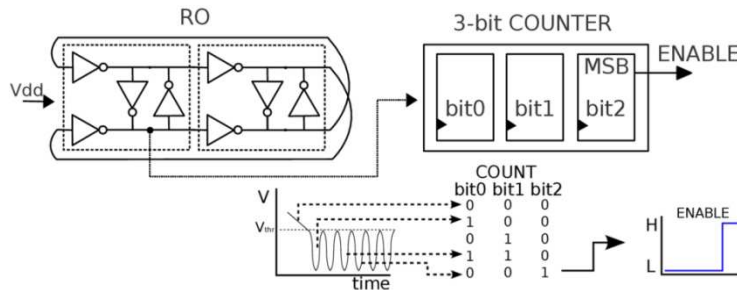 RO
3-bit COUNTER
Vdd
MSB
ENABLE
bit0 bit1 bit2
COUNT
bit0 bit1 bit2
V
Vthr
time
0 0 0
1 0 0
0 1 0
1 1 0
0 0 1
H
ENABLE
L